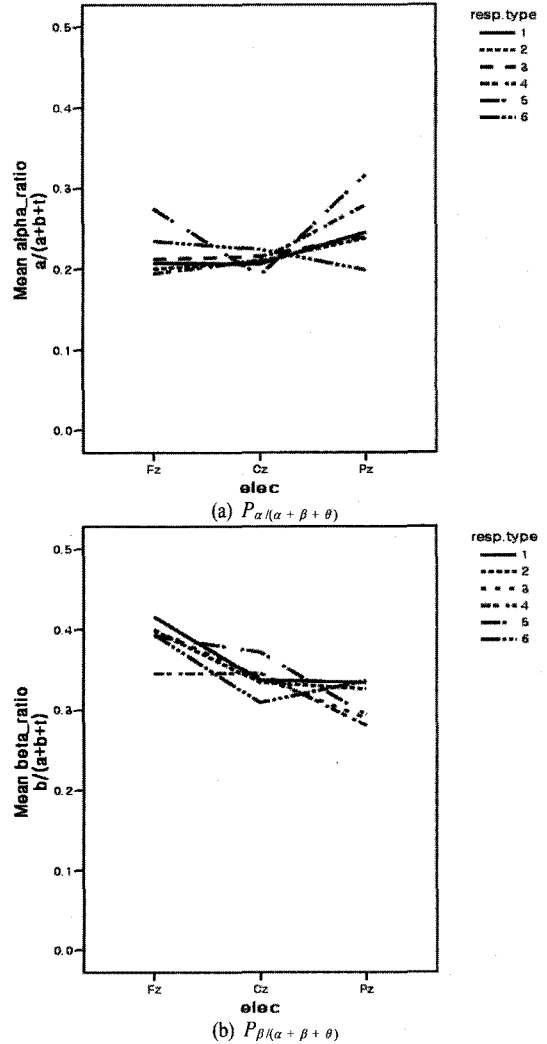 resp.type
1
2
3
4
5
6
0.5
0.4
0.3
0.2
0.1
0.0
Mean alpha_ratio
a/(a+b+t)
Fz Cz Pz
elec
(a) P α/(α + β + θ)
resp.type
1
2
3
4
5
6
0.5
0.4
0.3
0.2
0.1
0.0
Mean beta_ratio
b/(a+b+t)
Fz Cz Pz
elec
(b) P β/(α + β + θ)